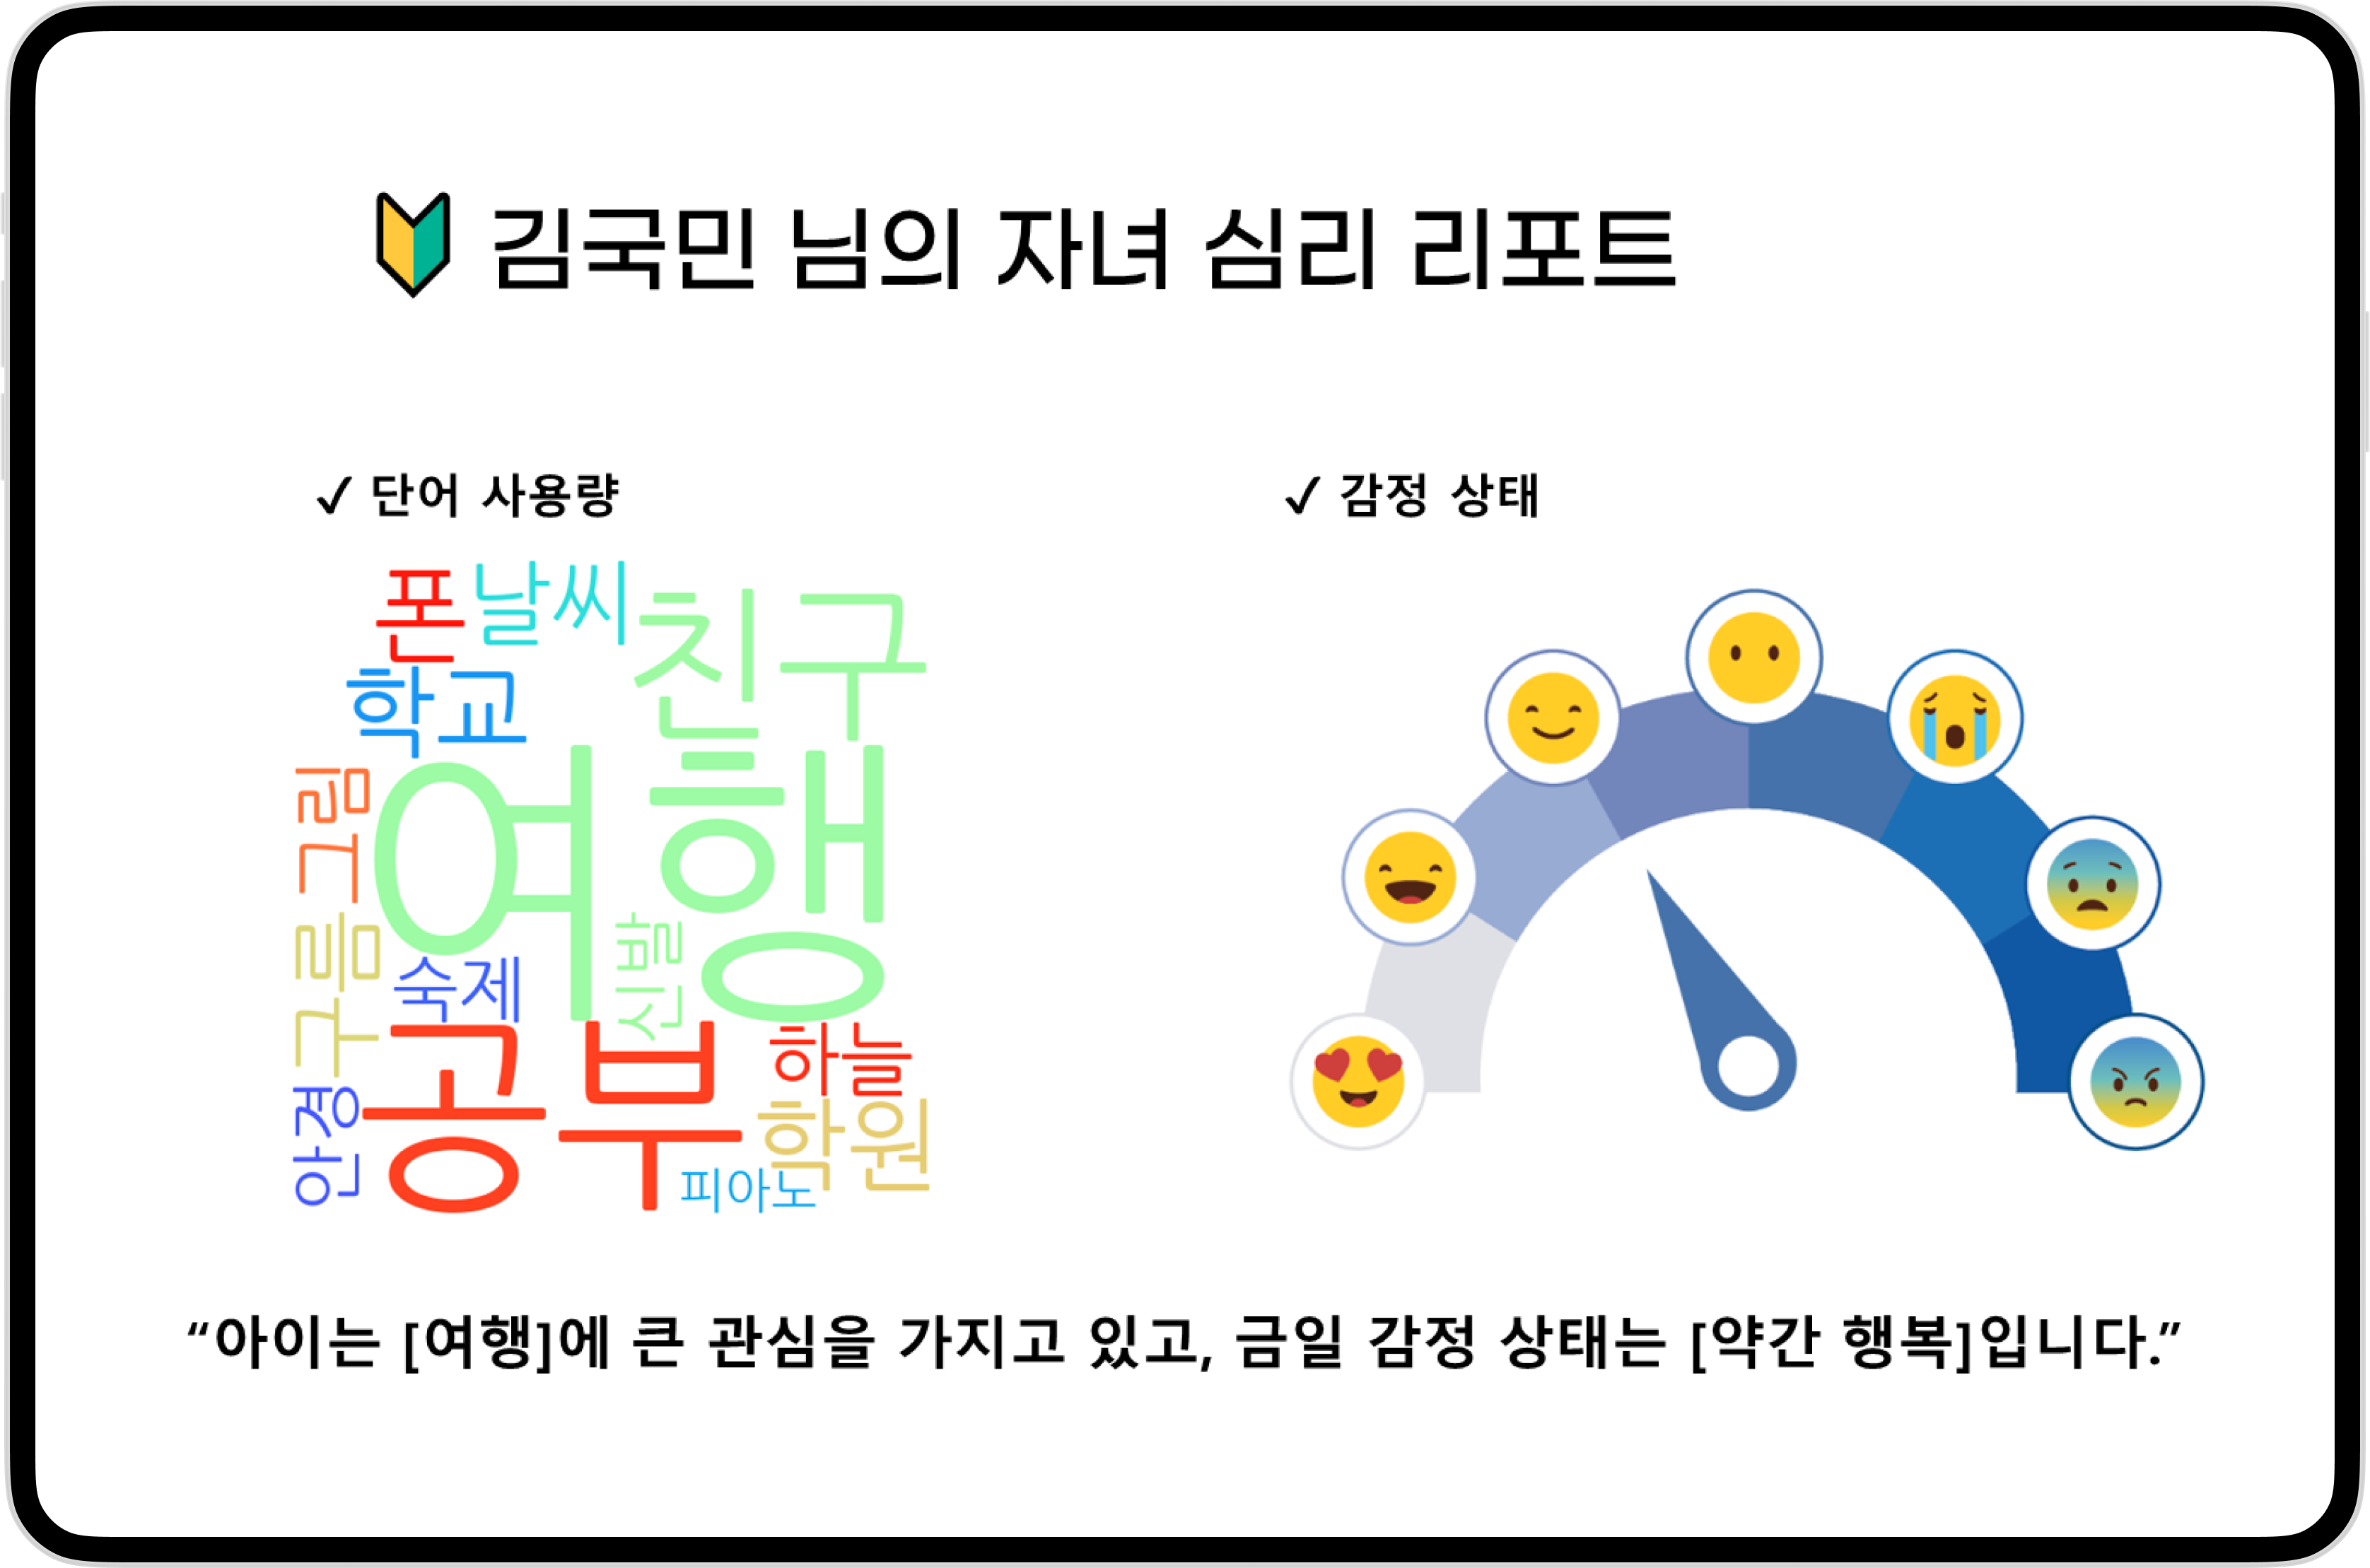 김국민 님의 자녀 심리 리포트
✓ 단어 사용량
✓ 감정 상태
폰
날씨
친구
학교
여행
그림
구름
신발
숙제
공부
하늘
안경
학원
피아노
“아이는 [여행]에 큰 관심을 가지고 있고, 금일 감정 상태는 [약간 행복]입니다.”